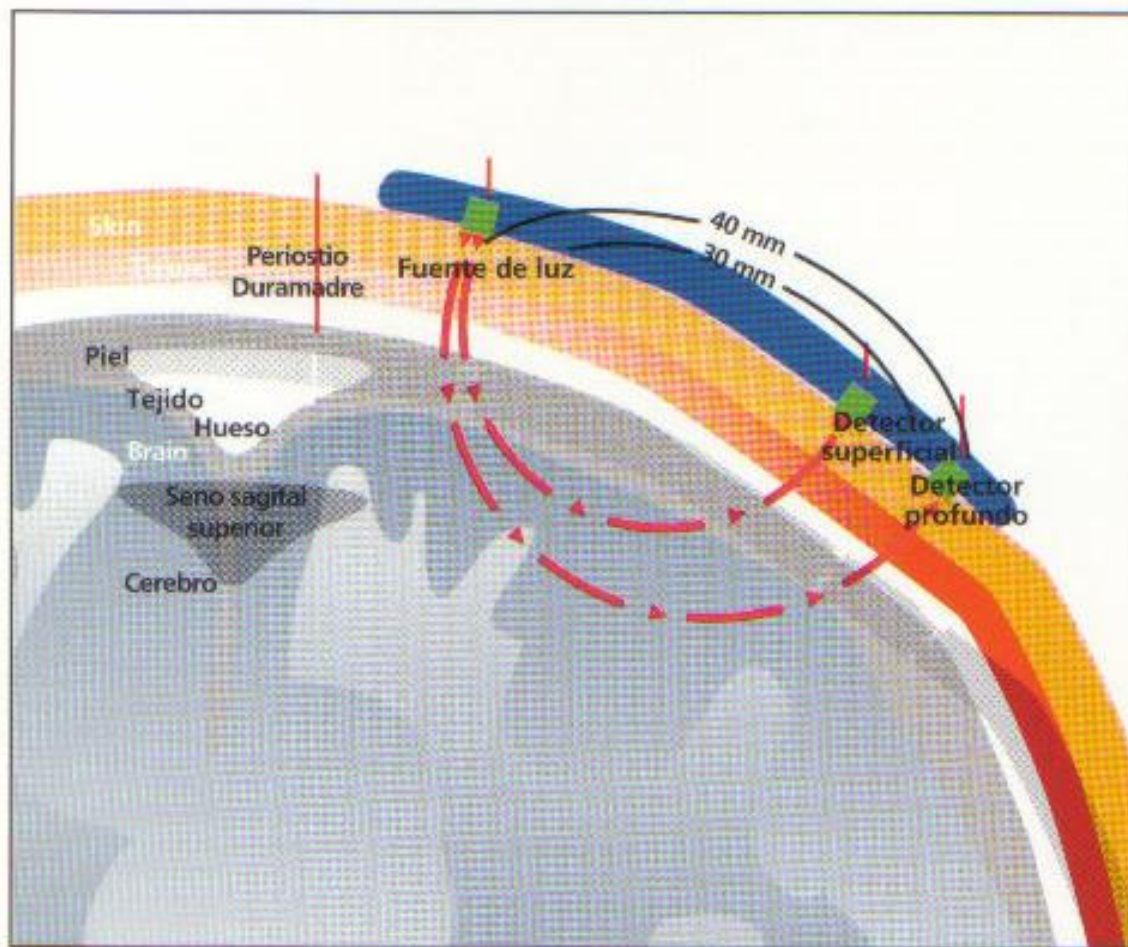 40 mm
30 mm
Skin
Periostio
Duramadre
Fuente de luz
Piel
Tejido
Hueso
Brain
Seno sagital
superior
Cerebro
Detector
superficial
Detector
profundo